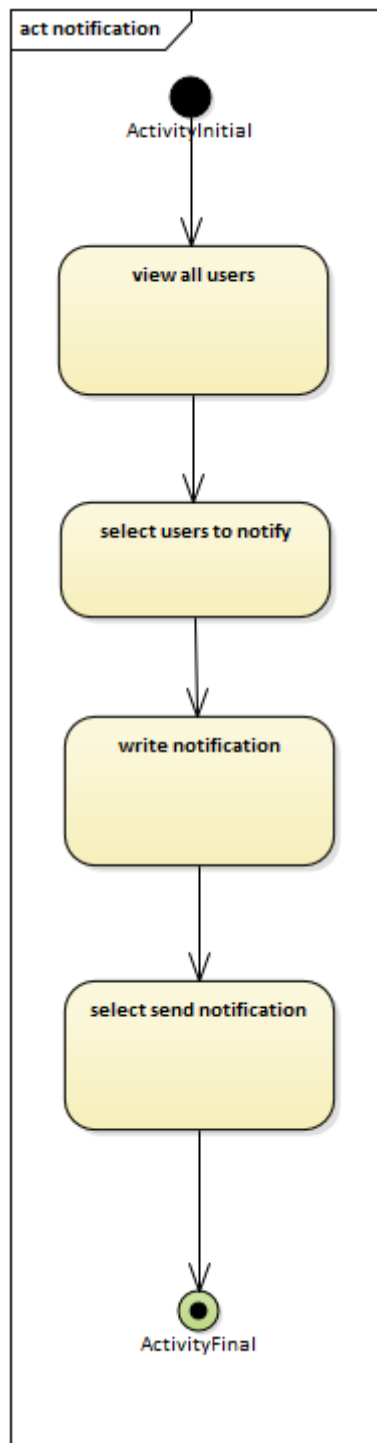 act notification
ActivityInitial
view all users
select users to notify
write notification
select send notification
ActivityFinal